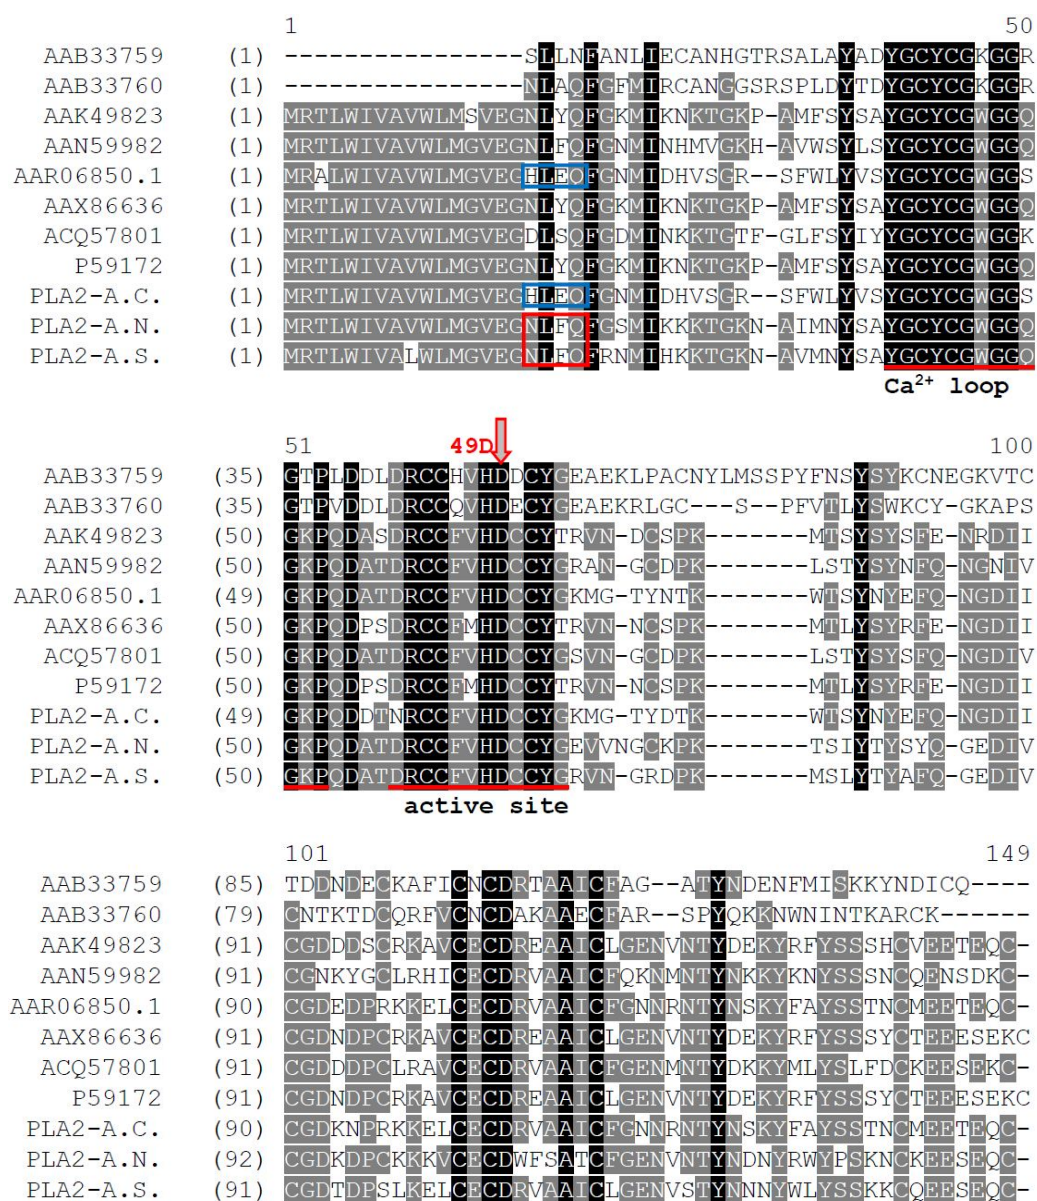 1 50
AAB33759 (1) ----------------SLLNFANLIECANHGTRSALAYADYGCYCGKGGR
AAB33760 (1) ----------------NLAQFGFMIRCANGGSRSPLDYTDYGCYCGKGGR
AAK49823 (1) MRTLWIVAVWLMSVEGNLYQFGKMIKNKTGKP-AMFSYSAYGCYCGWGGQ
AAN59982 (1) MRTLWIVAVWLMGVEGNLFQFGNMINHMVGKH-AVWSYLSYGCYCGWGGQ
AAR06850.1 (1) MRALWIVAVWLMGVEGHLEQFGNMIDHVSGR--SFWLYVSYGCYCGWGGS
AAX86636 (1) MRTLWIVAVWLMGVEGNLYQFGKMIKNKTGKP-AMFSYSAYGCYCGWGGQ
ACQ57801 (1) MRTLWIVAVWLMGVEGDLSQFGDMINKKTGTF-GLFSYIYYGCYCGWGGK
P59172 (1) MRTLWIVAVWLMGVEGNLYQFGKMIKNKTGKP-AMFSYSAYGCYCGWGGQ
PLA2-A.C. (1) MRTLWIVAVWLMGVEGHLEQFGNMIDHVSGR--SFWLYVSYGCYCGWGGS
PLA2-A.N. (1) MRTLWIVAVWLMGVEGNLFQFGSMIKKKTGKN-AIMNYSAYGCYCGWGGQ
PLA2-A.S. (1) MRTLWIVALWLMGVEGNLFQFRNMIHKKTGKN-AVMNYSAYGCYCGWGGQ
Ca2+ loop
51 49D 100
AAB33759 (35) GTPLDDLDRCCHVHDDCYGEAEKLPACNYLMSSPYFNSYSYKCNEGKVTC
AAB33760 (35) GTPVDDLDRCCQVHDECYGEAEKRLGC---S--PFVTLYSWKCY-GKAPS
AAK49823 (50) GKPQDASDRCCFVHDCCYTRVN-DCSPK-------MTSYSYSFE-NRDII
AAN59982 (50) GKPQDATDRCCFVHDCCYGRAN-GCDPK-------LSTYSYNFQ-NGNIV
AAR06850.1 (49) GKPQDATDRCCFVHDCCYGKMG-TYNTK-------WTSYNYEFQ-NGDII
AAX86636 (50) GKPQDPSDRCCFMHDCCYTRVN-NCSPK-------MTLYSYRFE-NGDII
ACQ57801 (50) GKPQDATDRCCFVHDCCYGSVN-GCDPK-------LSTYSYSFQ-NGDIV
P59172 (50) GKPQDPSDRCCFMHDCCYTRVN-NCSPK-------MTLYSYRFE-NGDII
PLA2-A.C. (49) GKPQDDTNRCCFVHDCCYGKMG-TYDTK-------WTSYNYEFQ-NGDII
PLA2-A.N. (50) GKPQDATDRCCFVHDCCYGEVVNGCKPK-------TSIYTYSYQ-GEDIV
PLA2-A.S. (50) GKPQDATDRCCFVHDCCYGRVN-GRDPK-------MSLYTYAFQ-GEDIV
active site
101 149
AAB33759 (85) TDDNDECKAFICNCDRTAAICFAG--ATYNDENFMISKKYNDICQ----
AAB33760 (79) CNTKTDCQRFVCNCDAKAAECFAR--SPYQKKNWNINTKARCK------
AAK49823 (91) CGDDDSCRKAVCECDREAAICLGENVNTYDEKYRFYSSSHCVEETEQC-
AAN59982 (91) CGNKYGCLRHICECDRVAAICFQKNMNTYNKKYKNYSSSNCQENSDKC-
AAR06850.1 (90) CGDEDPRKKELCECDRVAAICFGNNRNTYNSKYFAYSSTNCMEETEQC-
AAX86636 (91) CGDNDPCRKAVCECDREAAICLGENVNTYDEKYRFYSSSYCTEEESEKC
ACQ57801 (91) CGDDDPCLRAVCECDRVAAICFGENMNTYDKKYMLYSLFDCKEESEKC-
P59172 (91) CGDNDPCRKAVCECDREAAICLGENVNTYDEKYRFYSSSYCTEEESEKC
PLA2-A.C. (90) CGDKNPRKKELCECDRVAAICFGNNRNTYNSKYFAYSSTNCMEETEQC-
PLA2-A.N. (92) CGDKDPCKKKVCECDWFSATCFGENVNTYNDNYRWYPSKNCKEESEQC-
PLA2-A.S. (91) CGDTDPSLKELCECDRVAAICLGENVSTYNNNYWLYSSKKCQEESEQC-